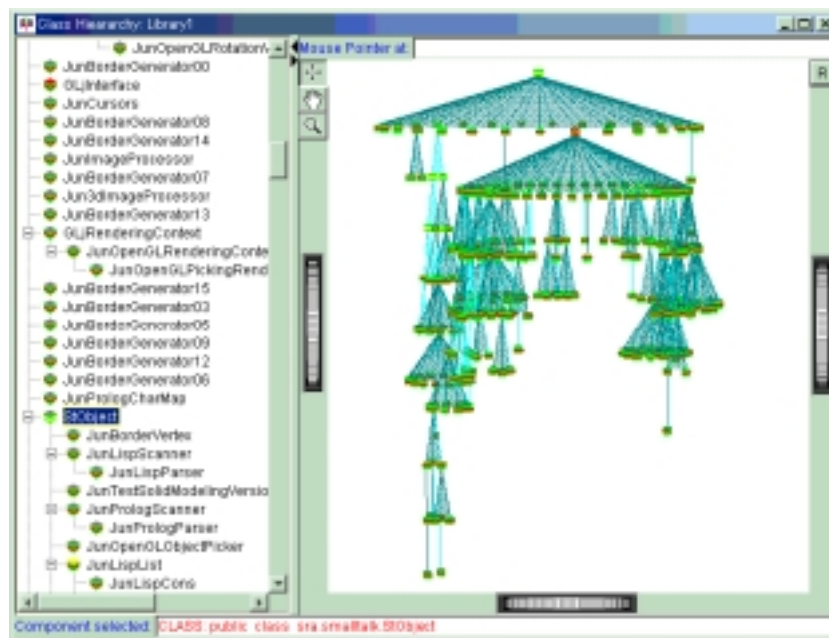 Class Hieararchy: Library1
JunOpenGLRotation
Mouse Pointer at:
R
JunBorderGenerator00
GLjInterface
JunCursors
JunBorderGenerator08
JunBorderGenerator14
JunImageProcessor
JunBorderGenerator07
Jun3dImageProcessor
JunBorderGenerator13
GLjRenderingContext
JunOpenGLRenderingConte
JunOpenGLPickingRend
JunBorderGenerator15
JunBorderGenerator03
JunBorderGenerator05
JunBorderGenerator09
JunBorderGenerator12
JunBorderGenerator06
JunPrologCharMap
StObject
JunBorderVertex
JunLispScanner
JunLispParser
JunTestSolidModelingVersio
JunPrologScanner
JunPrologParser
JunOpenGLObjectPicker
JunLispList
JunLispCons
Component selected: CLASS: public class sra.smalltalk.StObject